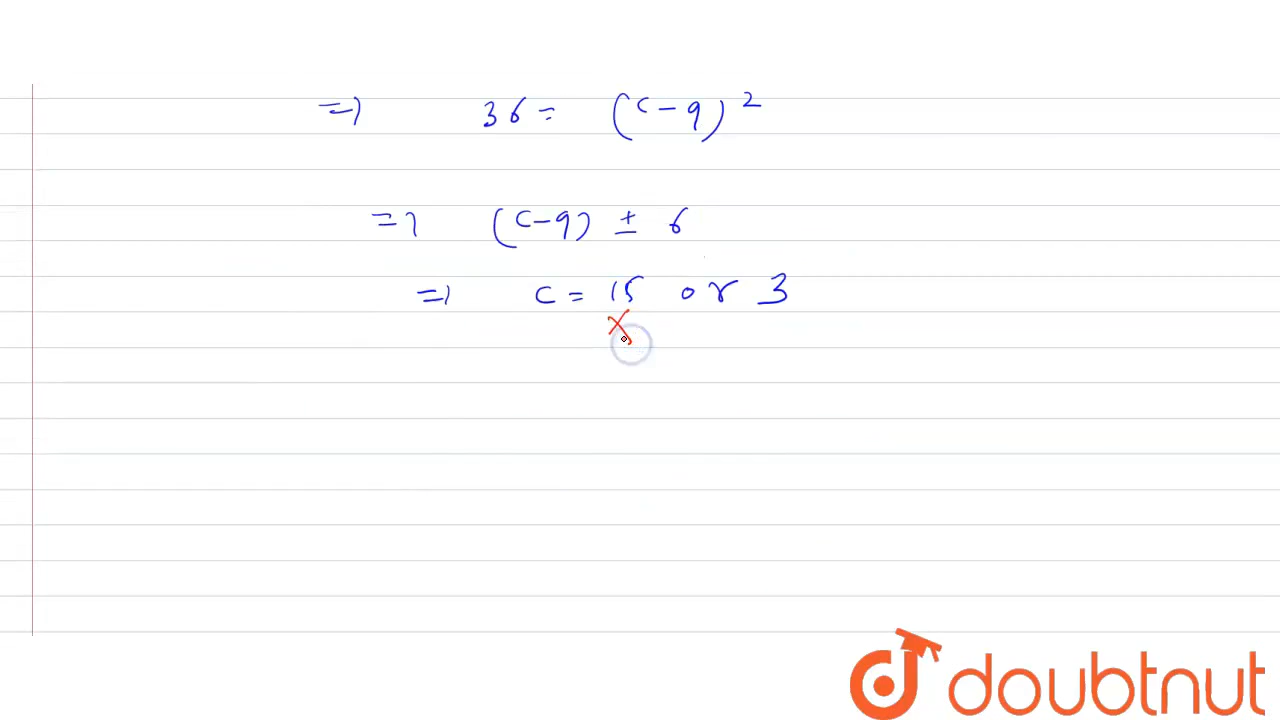 => 36 = (c-9)²
=> (c-9) ± 6
=> c = 15 or 3
doubtnut